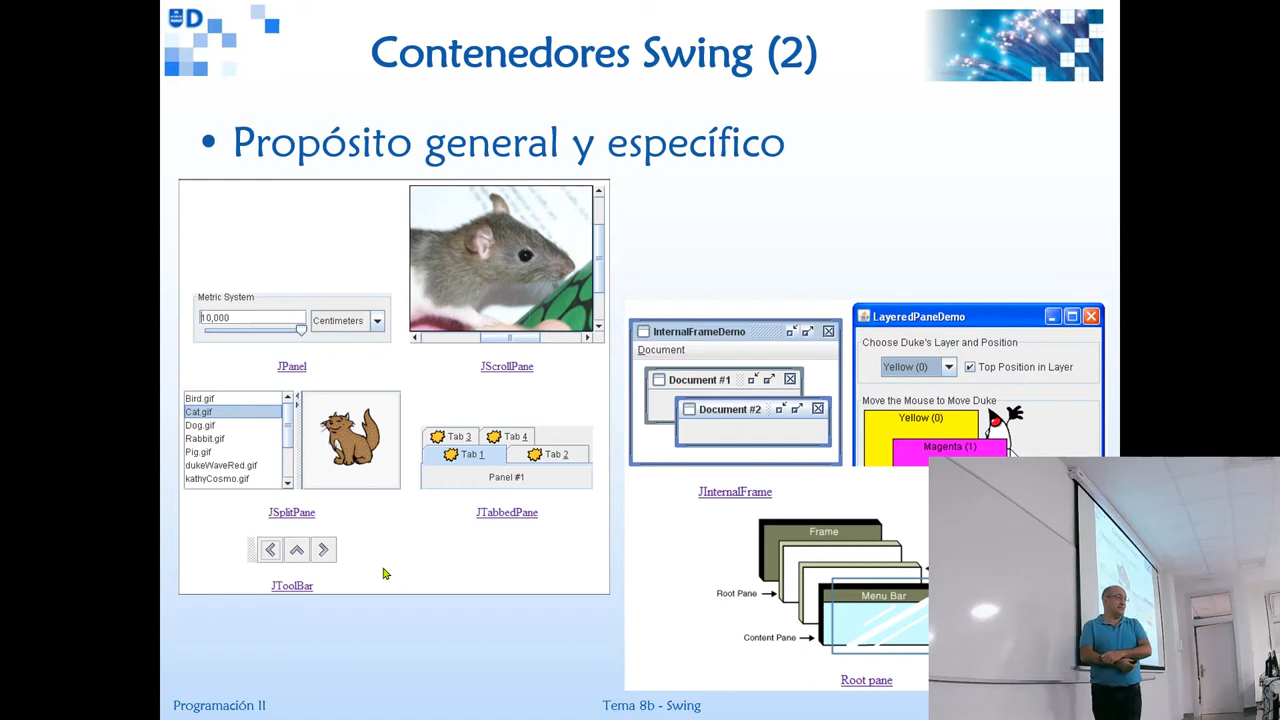 UD
Contenedores Swing (2)
• Propósito general y específico
Metric System
10,000
Centimeters
JPanel
JScrollPane
Bird.gif
Cat.gif
Dog.gif
Rabbit.gif
Pig.gif
dukeWaveRed.gif
kathyCosmo.gif
JSplitPane
Tab 3
Tab 4
Tab 1
Tab 2
Panel #1
JTabbedPane
JToolBar
InternalFrameDemo
Document
Document #1
Document #2
JInternalFrame
LayeredPaneDemo
Choose Duke's Layer and Position
Yellow (0)
Top Position in Layer
Move the Mouse to Move Duke
Yellow (0)
Magenta (1)
Frame
Root Pane
Menu Bar
Content Pane
Root pane
Programación II
Tema 8b - Swing